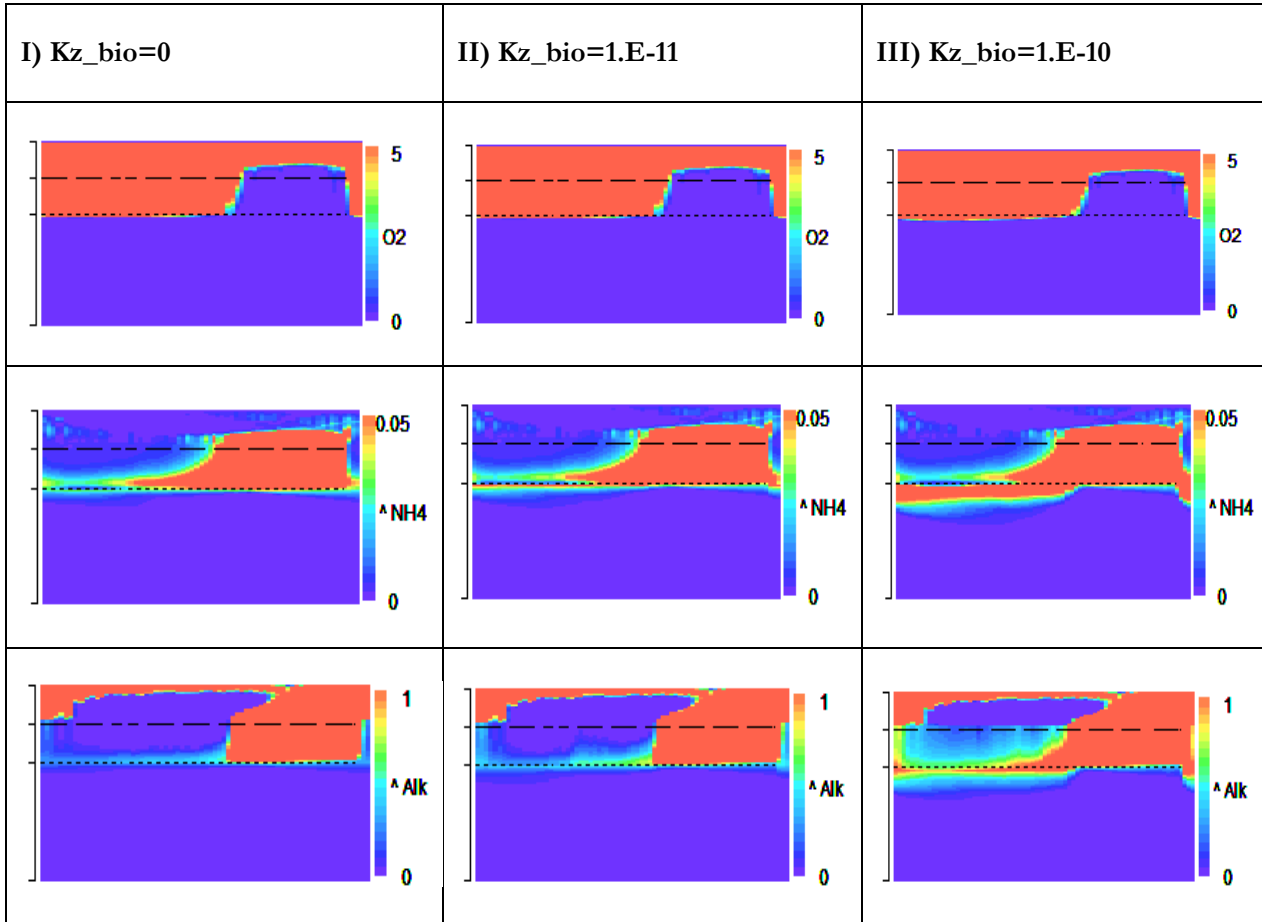 I) Kz_bio=0
II) Kz_bio=1.E-11
III) Kz_bio=1.E-10
5
O2
0
5
O2
0
5
O2
0
0.05
^ NH4
0
0.05
^ NH4
0
0.05
^ NH4
0
1
^ Alk
0
1
^ Alk
0
1
^ Alk
0